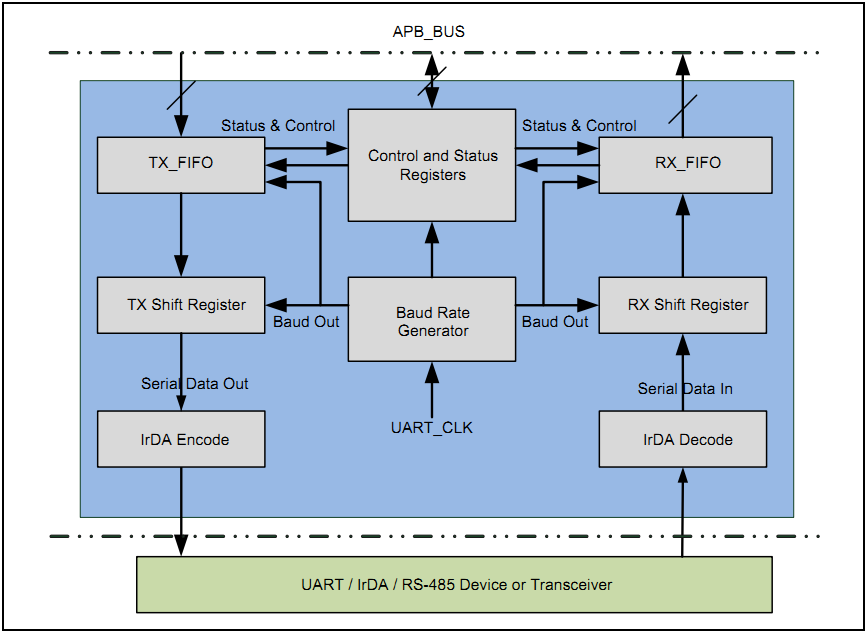 APB_BUS
Status & Control
Status & Control
TX_FIFO
Control and Status
Registers
RX_FIFO
TX Shift Register
Baud Rate
Generator
RX Shift Register
Baud Out
Baud Out
Serial Data Out
Serial Data In
UART_CLK
IrDA Encode
IrDA Decode
UART / IrDA / RS-485 Device or Transceiver